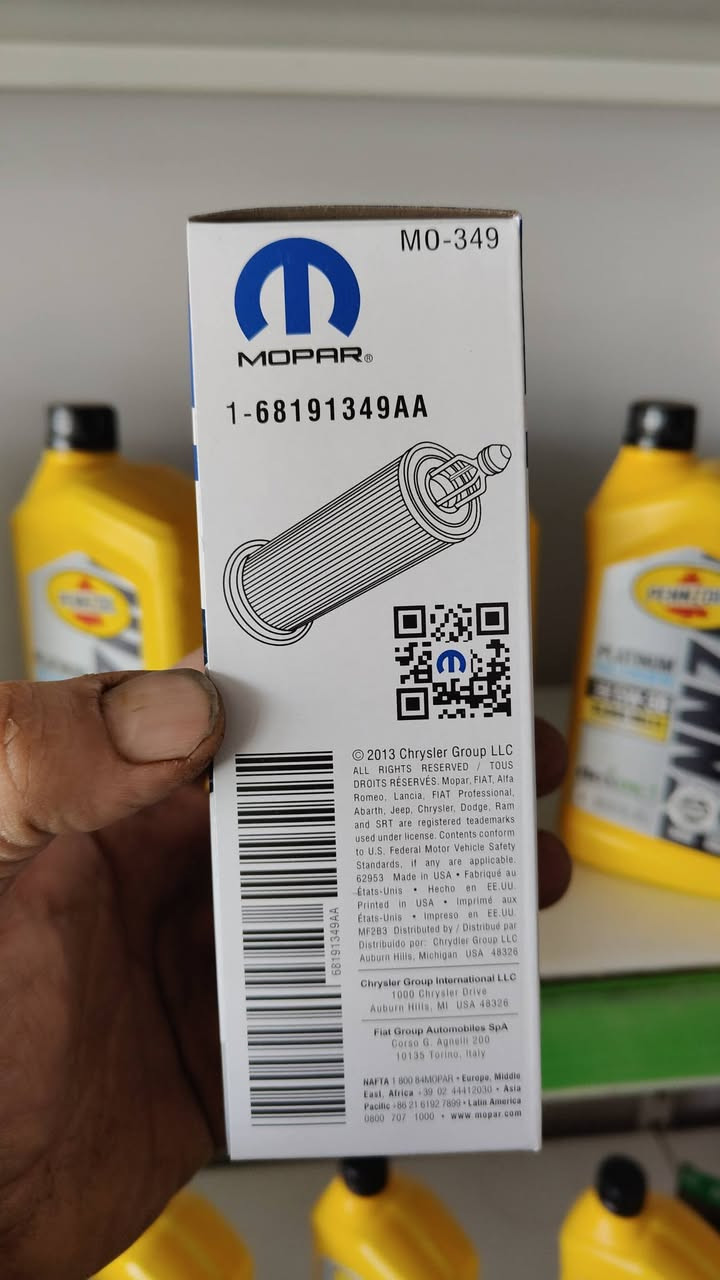 MO-349
MOPAR®
1-68191349AA
© 2013 Chrysler Group LLC
ALL RIGHTS RESERVED / TOUS
DROITS RÉSERVÉS. Mopar, FIAT, Alfa
Romeo, Lancia, FIAT Professional,
Abarth, Jeep, Chrysler, Dodge, Ram
and SRT are registered trademarks
used under license. Contents conform
to U.S. Federal Motor Vehicle Safety
Standards, if any are applicable.
62953 Made in USA • Fabriqué au
États-Unis • Hecho en EE.UU.
Printed in USA • Imprimé aux
États-Unis • Impreso en EE.UU.
MF2B3 Distributed by / Distribué par
Distribuido por: Chrydler Group LLC
Auburn Hills, Michigan USA 48326
68191349AA
Chrysler Group International LLC
1000 Chrysler Drive
Auburn Hills, MI USA 48326
Fiat Group Automobiles SpA
Corso G. Agnelli 200
10135 Torino, Italy
NAFTA 1 800 84MOPAR • Europe, Middle
East, Africa +39 02 44412030 • Asia
Pacific +86 21 6192 7899 • Latin America
0800 707 1000 • www.mopar.com
PENNZOIL
PLATINUM